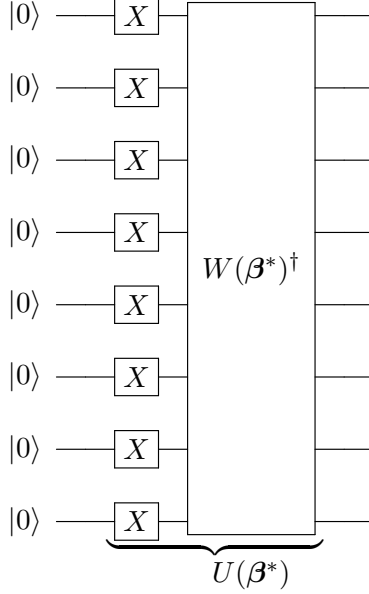 |0⟩ X
|0⟩ X
|0⟩ X
|0⟩ X
W(β*)†
|0⟩ X
|0⟩ X
|0⟩ X
|0⟩ X
U(β*)